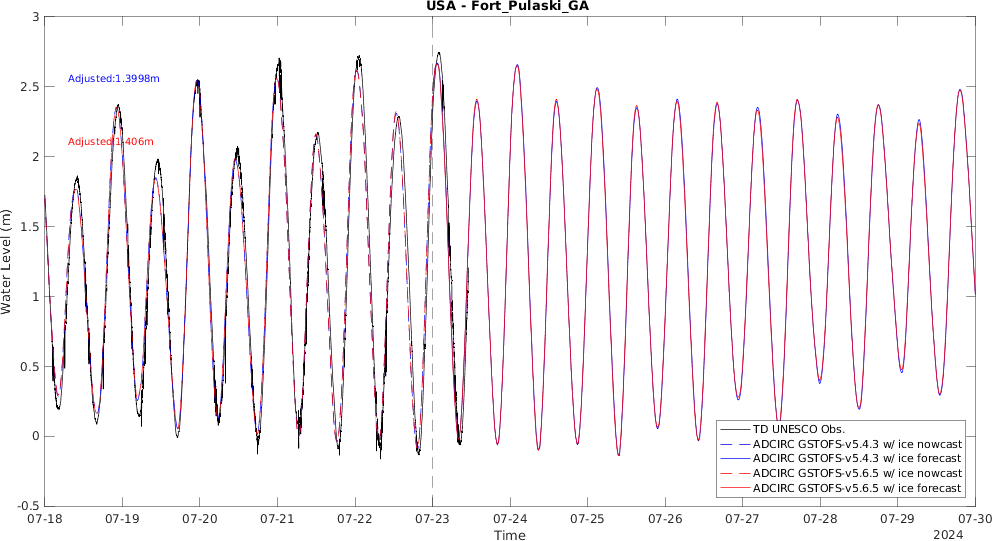 USA - Fort_Pulaski_GA
3
2.5
2
1.5
1
0.5
0
-0.5
Water Level (m)
Adjusted:1.3998m
Adjusted:1.406m
TD UNESCO Obs.
ADCIRC GSTOFS-v5.4.3 w/ ice nowcast
ADCIRC GSTOFS-v5.4.3 w/ ice forecast
ADCIRC GSTOFS-v5.6.5 w/ ice nowcast
ADCIRC GSTOFS-v5.6.5 w/ ice forecast
07-18 07-19 07-20 07-21 07-22 07-23 07-24 07-25 07-26 07-27 07-28 07-29 07-30
Time
2024